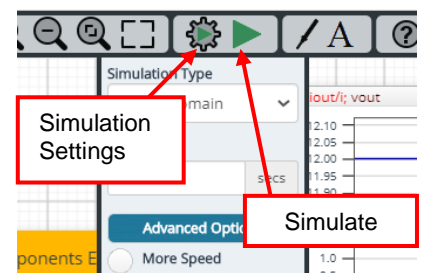 A
?
Simulation Type
omain
iout/i; vout
Simulation
Settings
12.10
12.05
12.00
11.95
11.90
secs
Simulate
Advanced Optio
ponents E
More Speed
1.0